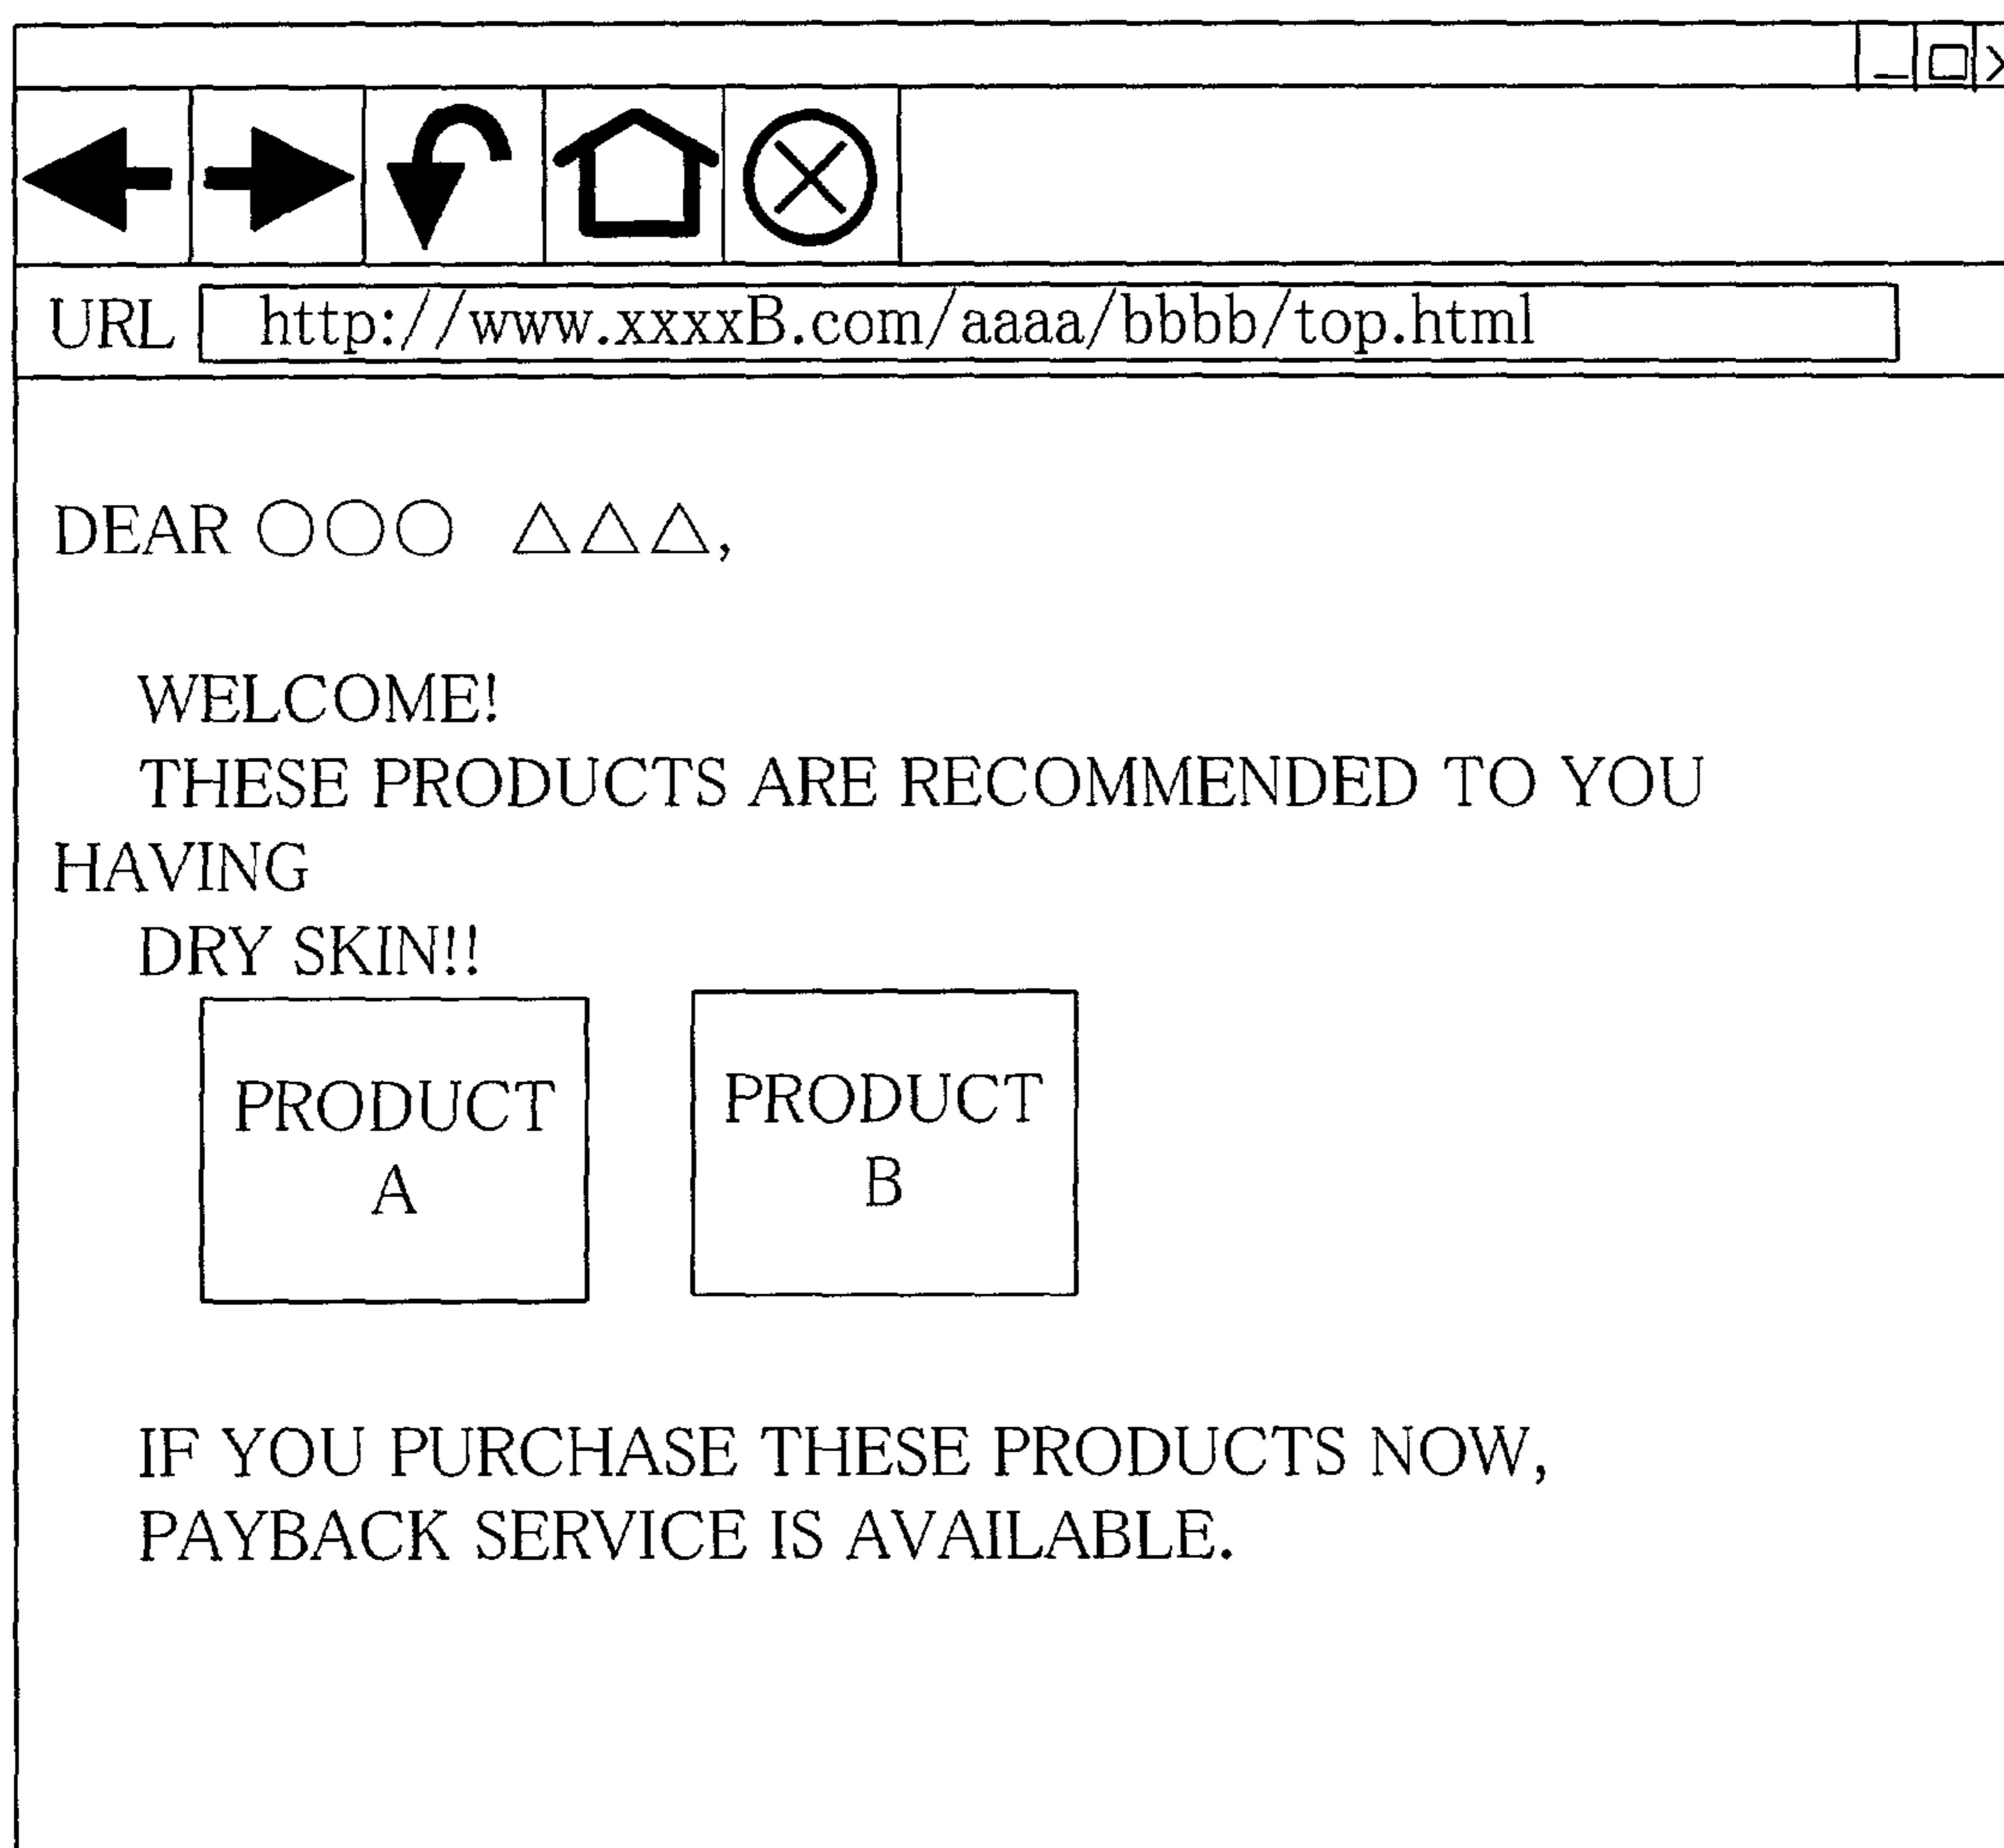 URL http://www.xxxxB.com/aaaa/bbbb/top.html
DEAR ○○○ △△△,
WELCOME!
THESE PRODUCTS ARE RECOMMENDED TO YOU
HAVING
DRY SKIN!!
PRODUCT
A
PRODUCT
B
IF YOU PURCHASE THESE PRODUCTS NOW,
PAYBACK SERVICE IS AVAILABLE.